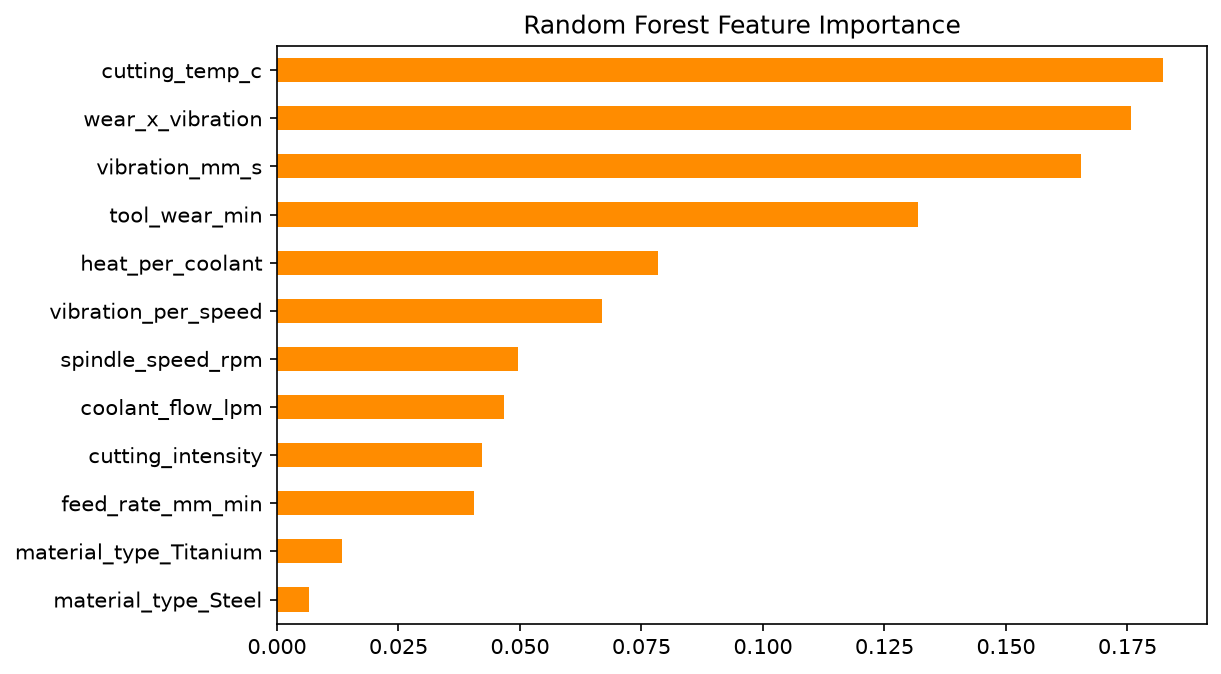 Random Forest Feature Importance
cutting_temp_c
wear_x_vibration
vibration_mm_s
tool_wear_min
heat_per_coolant
vibration_per_speed
spindle_speed_rpm
coolant_flow_lpm
cutting_intensity
feed_rate_mm_min
material_type_Titanium
material_type_Steel
0.000 0.025 0.050 0.075 0.100 0.125 0.150 0.175